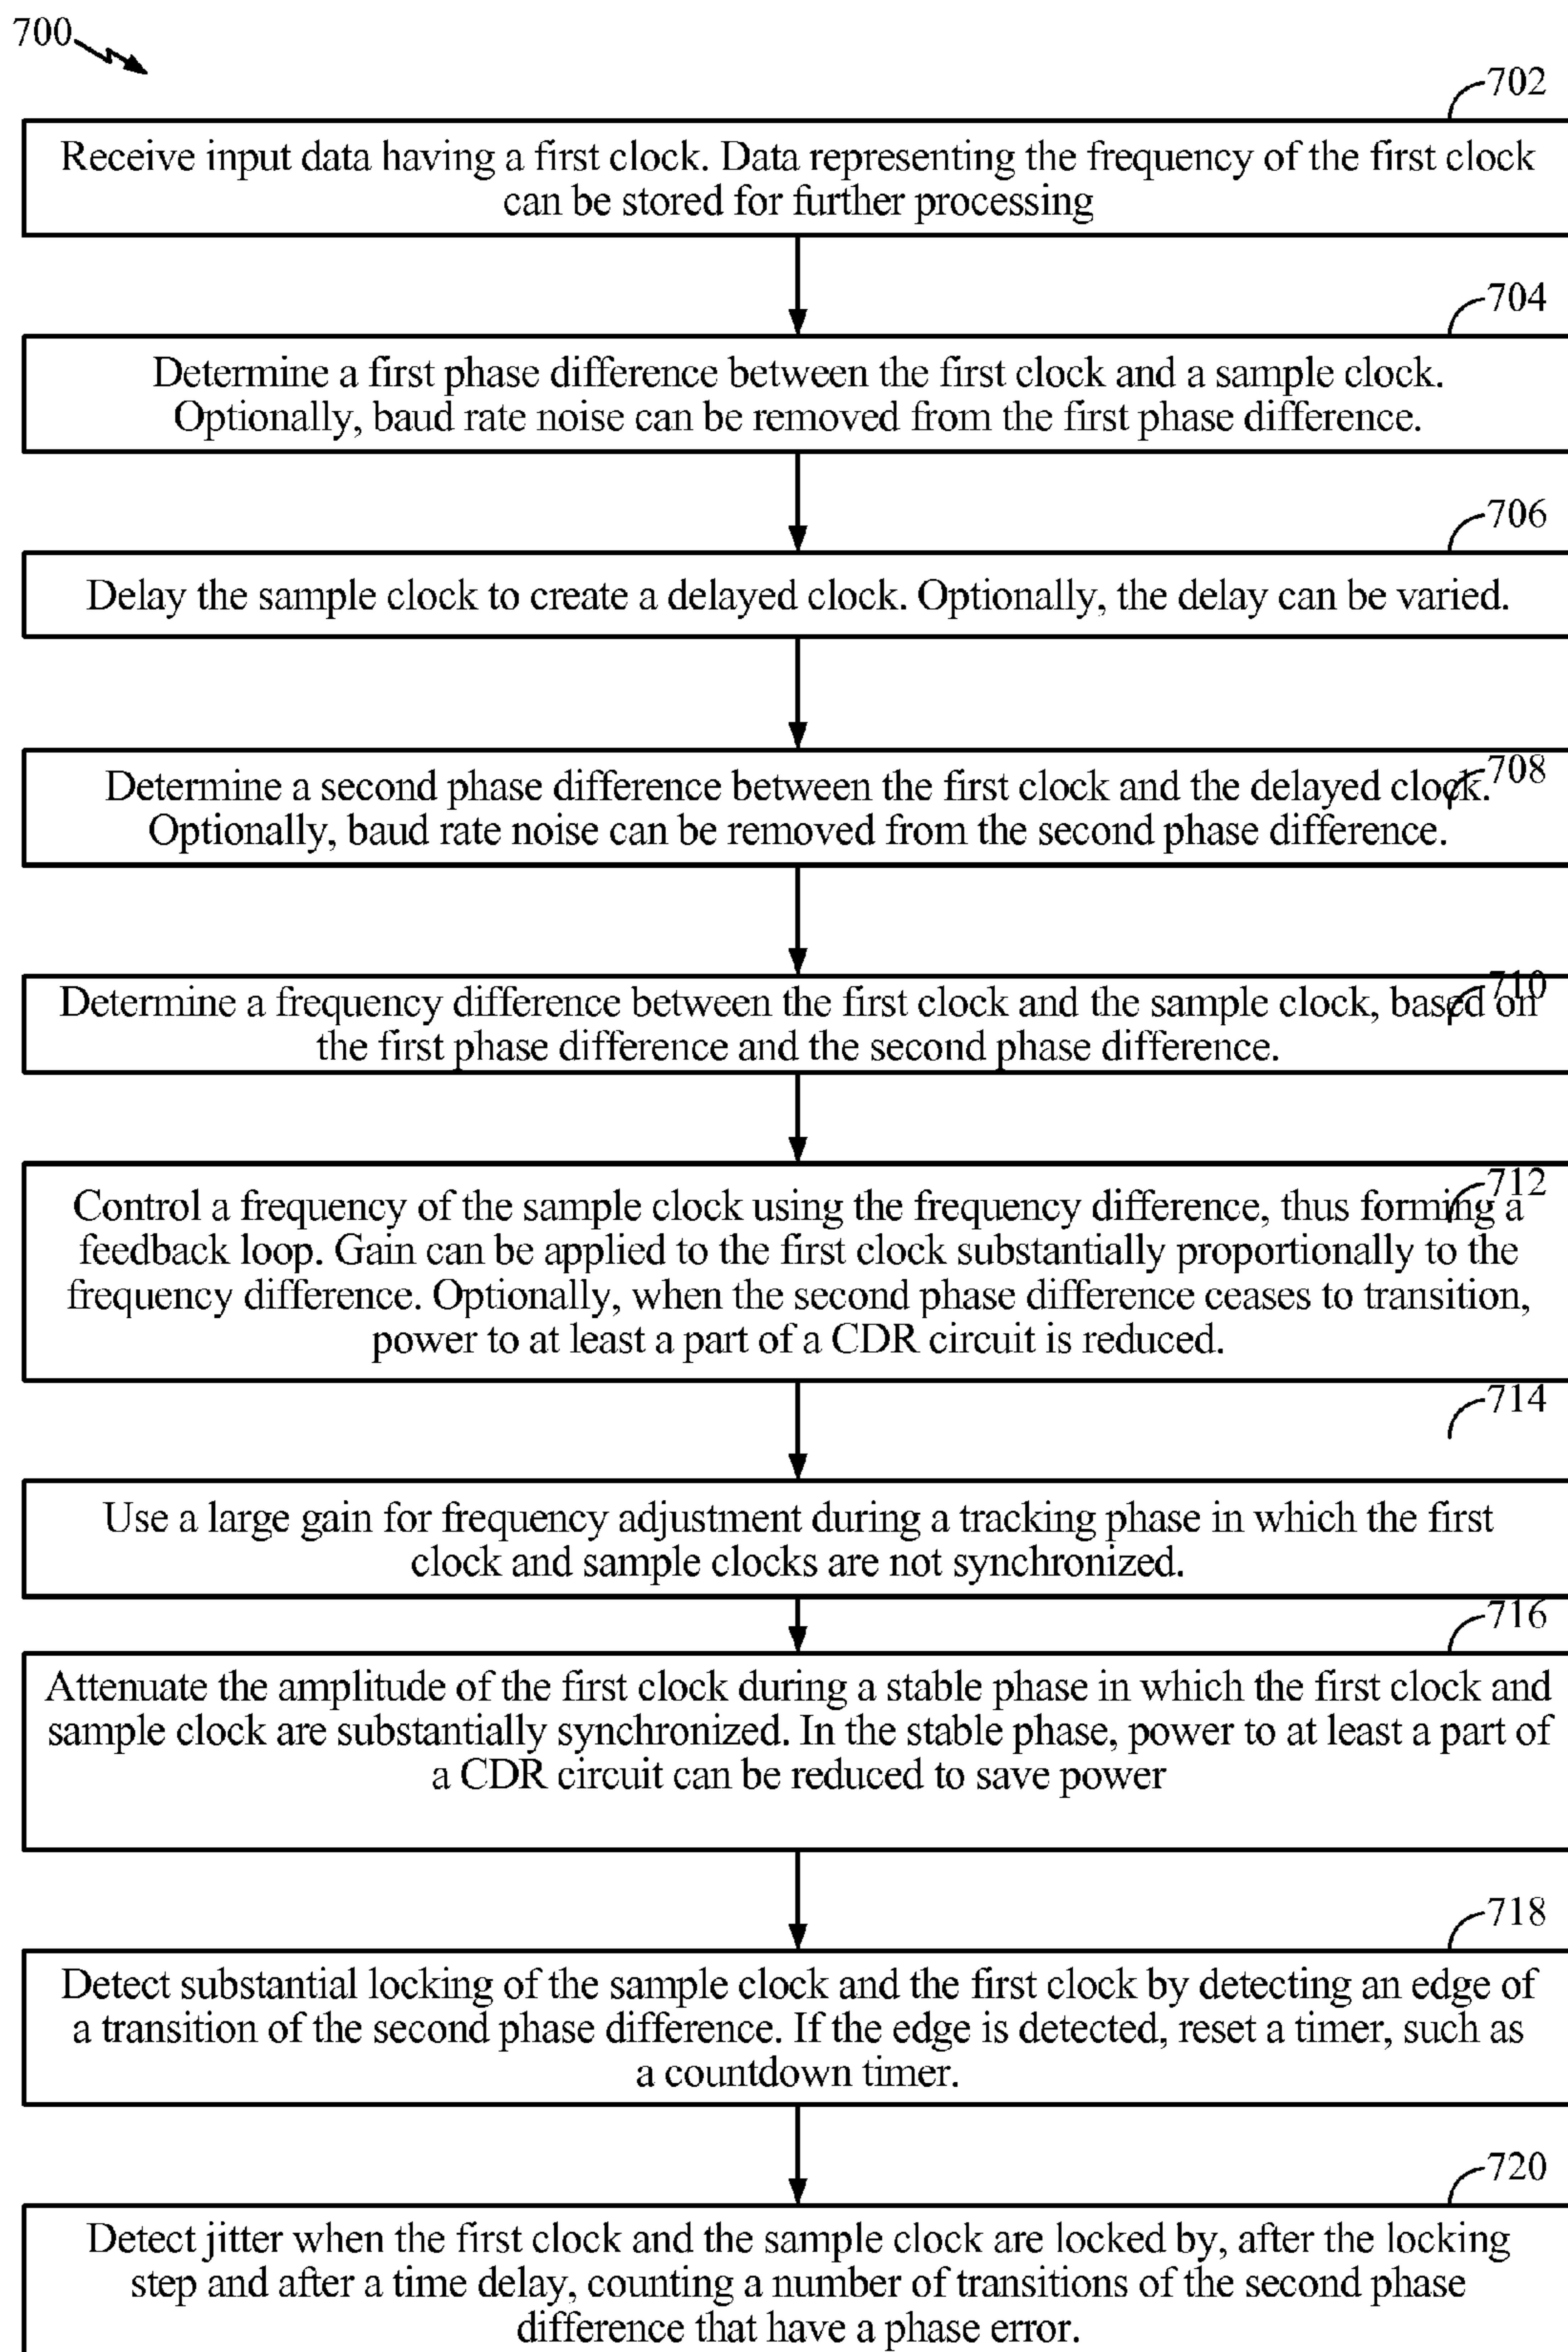 700
702
Receive input data having a first clock. Data representing the frequency of the first clock
can be stored for further processing
704
Determine a first phase difference between the first clock and a sample clock.
Optionally, baud rate noise can be removed from the first phase difference.
706
Delay the sample clock to create a delayed clock. Optionally, the delay can be varied.
708
Determine a second phase difference between the first clock and the delayed clock.
Optionally, baud rate noise can be removed from the second phase difference.
710
Determine a frequency difference between the first clock and the sample clock, based on
the first phase difference and the second phase difference.
712
Control a frequency of the sample clock using the frequency difference, thus forming a
feedback loop. Gain can be applied to the first clock substantially proportionally to the
frequency difference. Optionally, when the second phase difference ceases to transition,
power to at least a part of a CDR circuit is reduced.
714
Use a large gain for frequency adjustment during a tracking phase in which the first
clock and sample clocks are not synchronized.
716
Attenuate the amplitude of the first clock during a stable phase in which the first clock and
sample clock are substantially synchronized. In the stable phase, power to at least a part of
a CDR circuit can be reduced to save power
718
Detect substantial locking of the sample clock and the first clock by detecting an edge of
a transition of the second phase difference. If the edge is detected, reset a timer, such as
a countdown timer.
720
Detect jitter when the first clock and the sample clock are locked by, after the locking
step and after a time delay, counting a number of transitions of the second phase
difference that have a phase error.